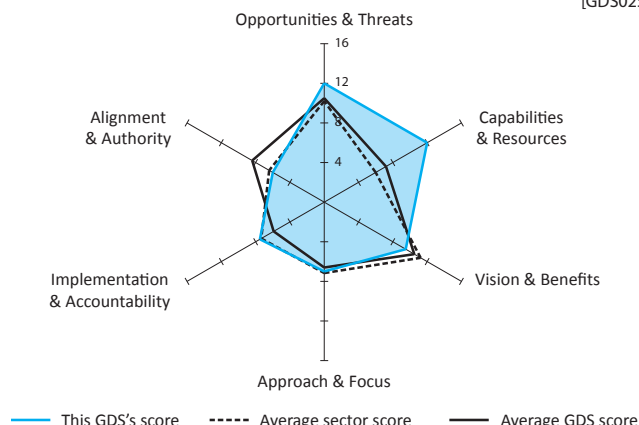 Opportunities & Threats
16
12
8
4
Alignment
& Authority
Capabilities
& Resources
Implementation
& Accountability
Vision & Benefits
Approach & Focus
This GDS's score
Average sector score
Average GDS score